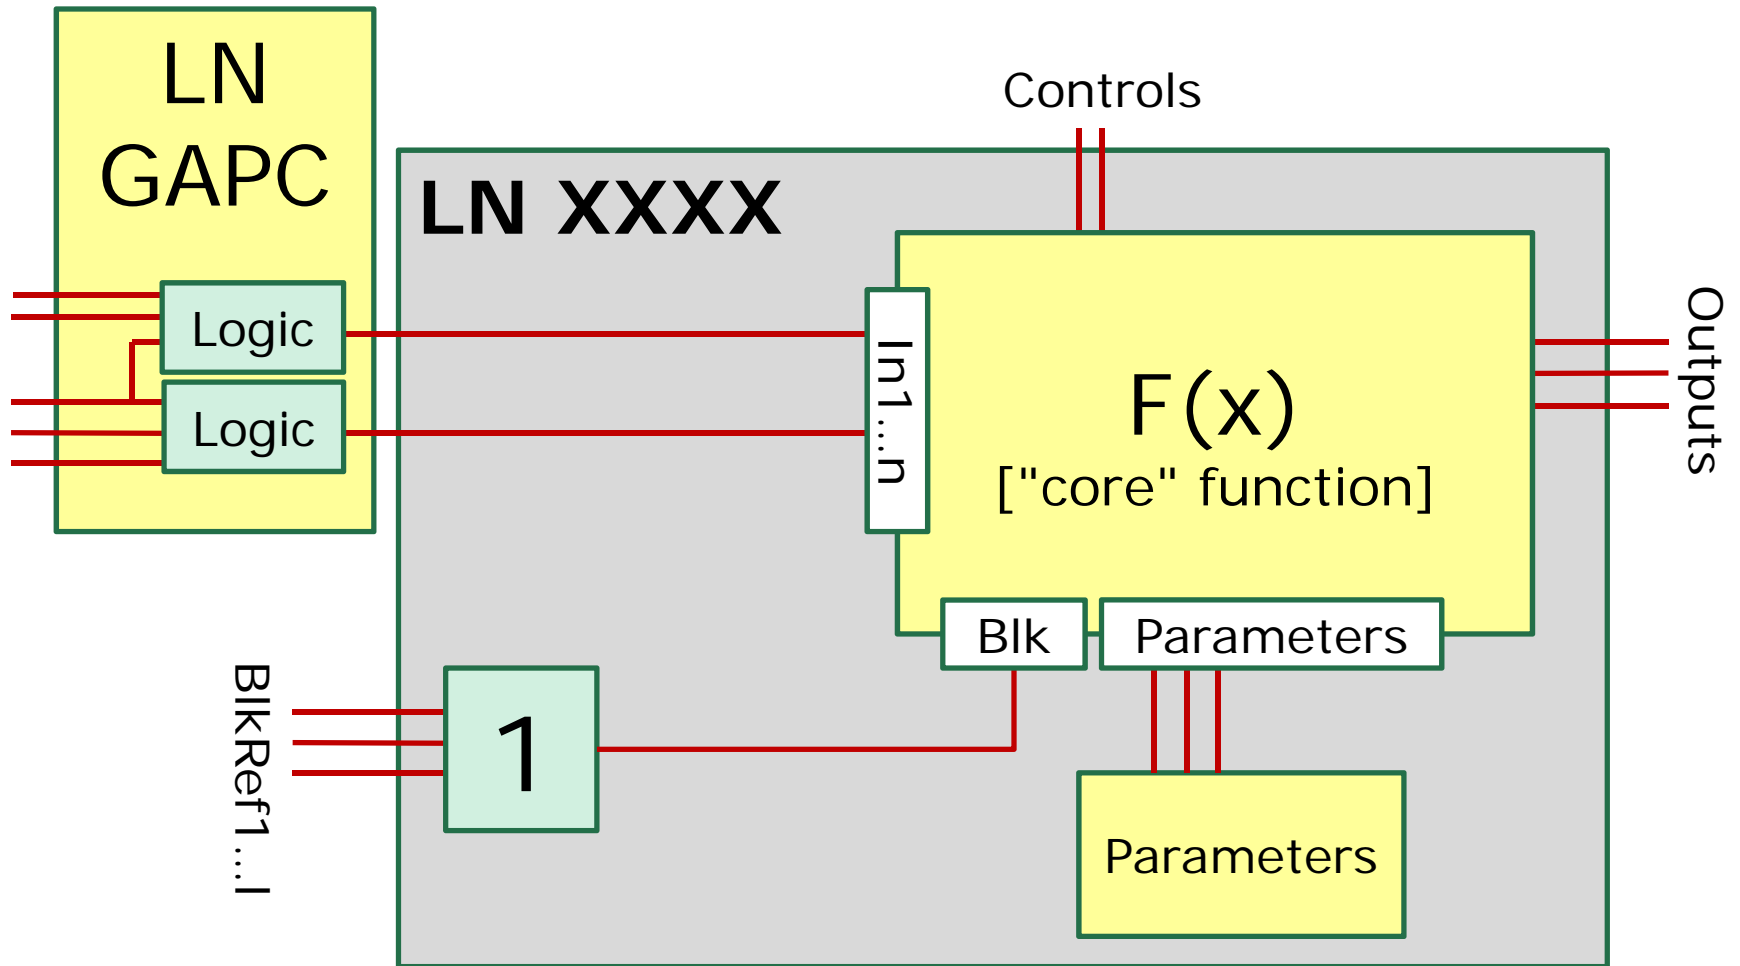 LN
GAPC
Controls
LN XXXX
Logic
Logic
In1...n
F(x)
["core" function]
Outputs
Blk
Parameters
BlkRef1...l
1
Parameters